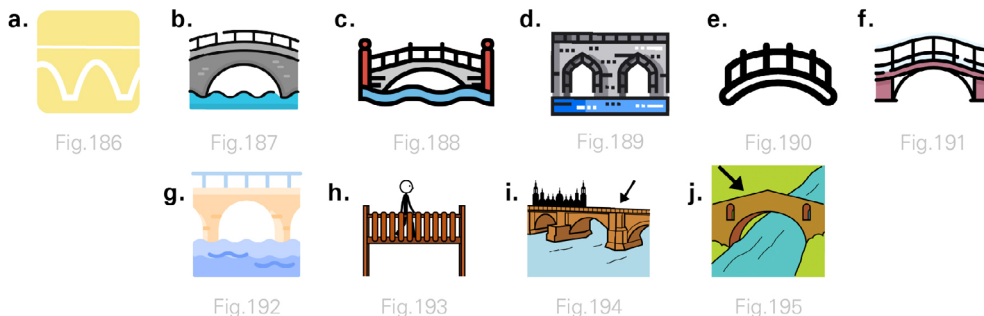 a. b. c. d. e. f.
Fig.186 Fig.187 Fig.188 Fig.189 Fig.190 Fig.191
g. h. i. j.
Fig.192 Fig.193 Fig.194 Fig.195